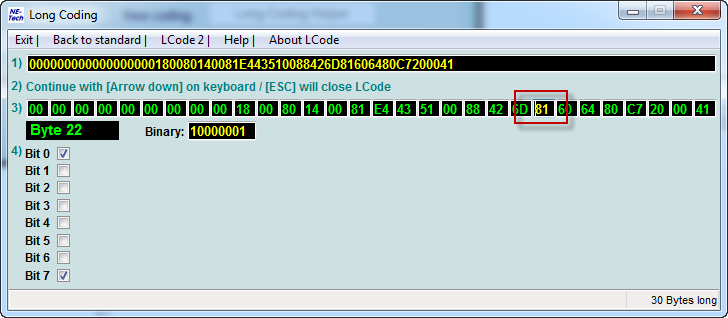 NE-Tech Long Coding
Exit | Back to standard | LCode 2 | Help | About LCode
1) 000000000000000000180080140081E443510088426D81606480C7200041
2) Continue with [Arrow down] on keyboard / [ESC] will close LCode
3) 00 00 00 00 00 00 00 00 00 18 00 80 14 00 81 E4 43 51 00 88 42 6D 81 60 64 80 C7 20 00 41
Byte 22 Binary: 10000001
4) Bit 0
Bit 1
Bit 2
Bit 3
Bit 4
Bit 5
Bit 6
Bit 7
30 Bytes long